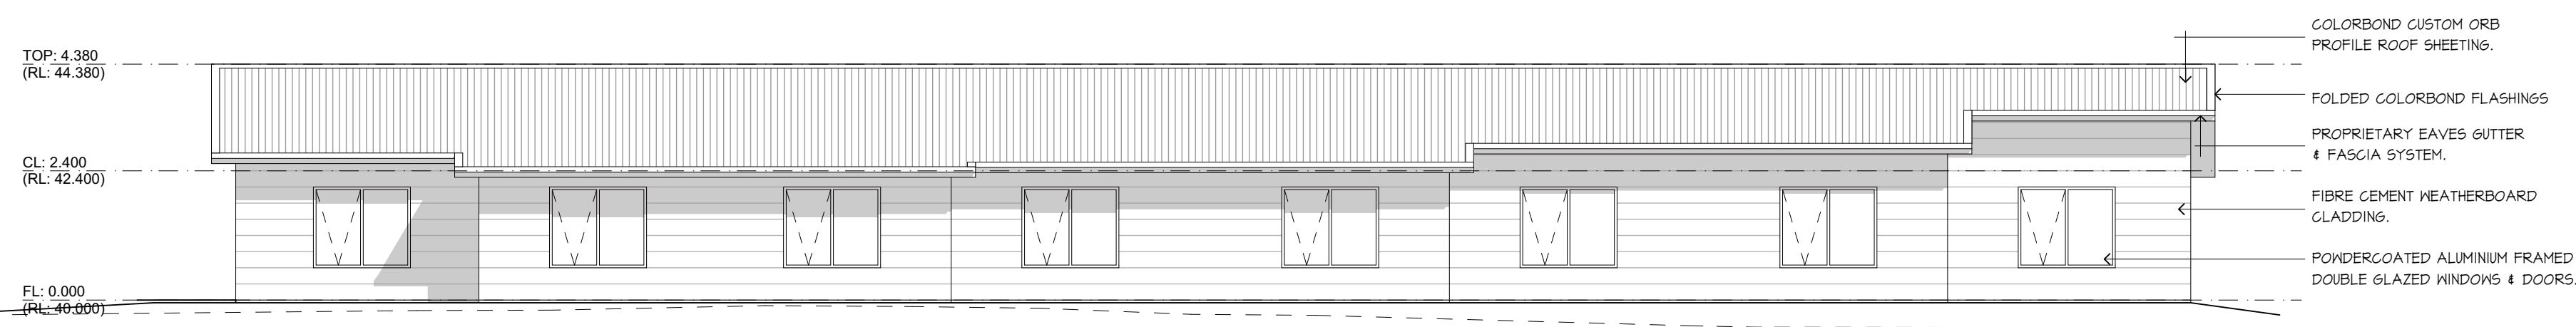 TOP: 4.380
(RL: 44.380)
CL: 2.400
(RL: 42.400)
FL: 0.000
(RL: 40.000)
COLORBOND CUSTOM ORB
PROFILE ROOF SHEETING.
FOLDED COLORBOND FLASHINGS
PROPRIETARY EAVES GUTTER
& FASCIA SYSTEM.
FIBRE CEMENT WEATHERBOARD
CLADDING.
POWDERCOATED ALUMINIUM FRAMED
DOUBLE GLAZED WINDOWS & DOORS.